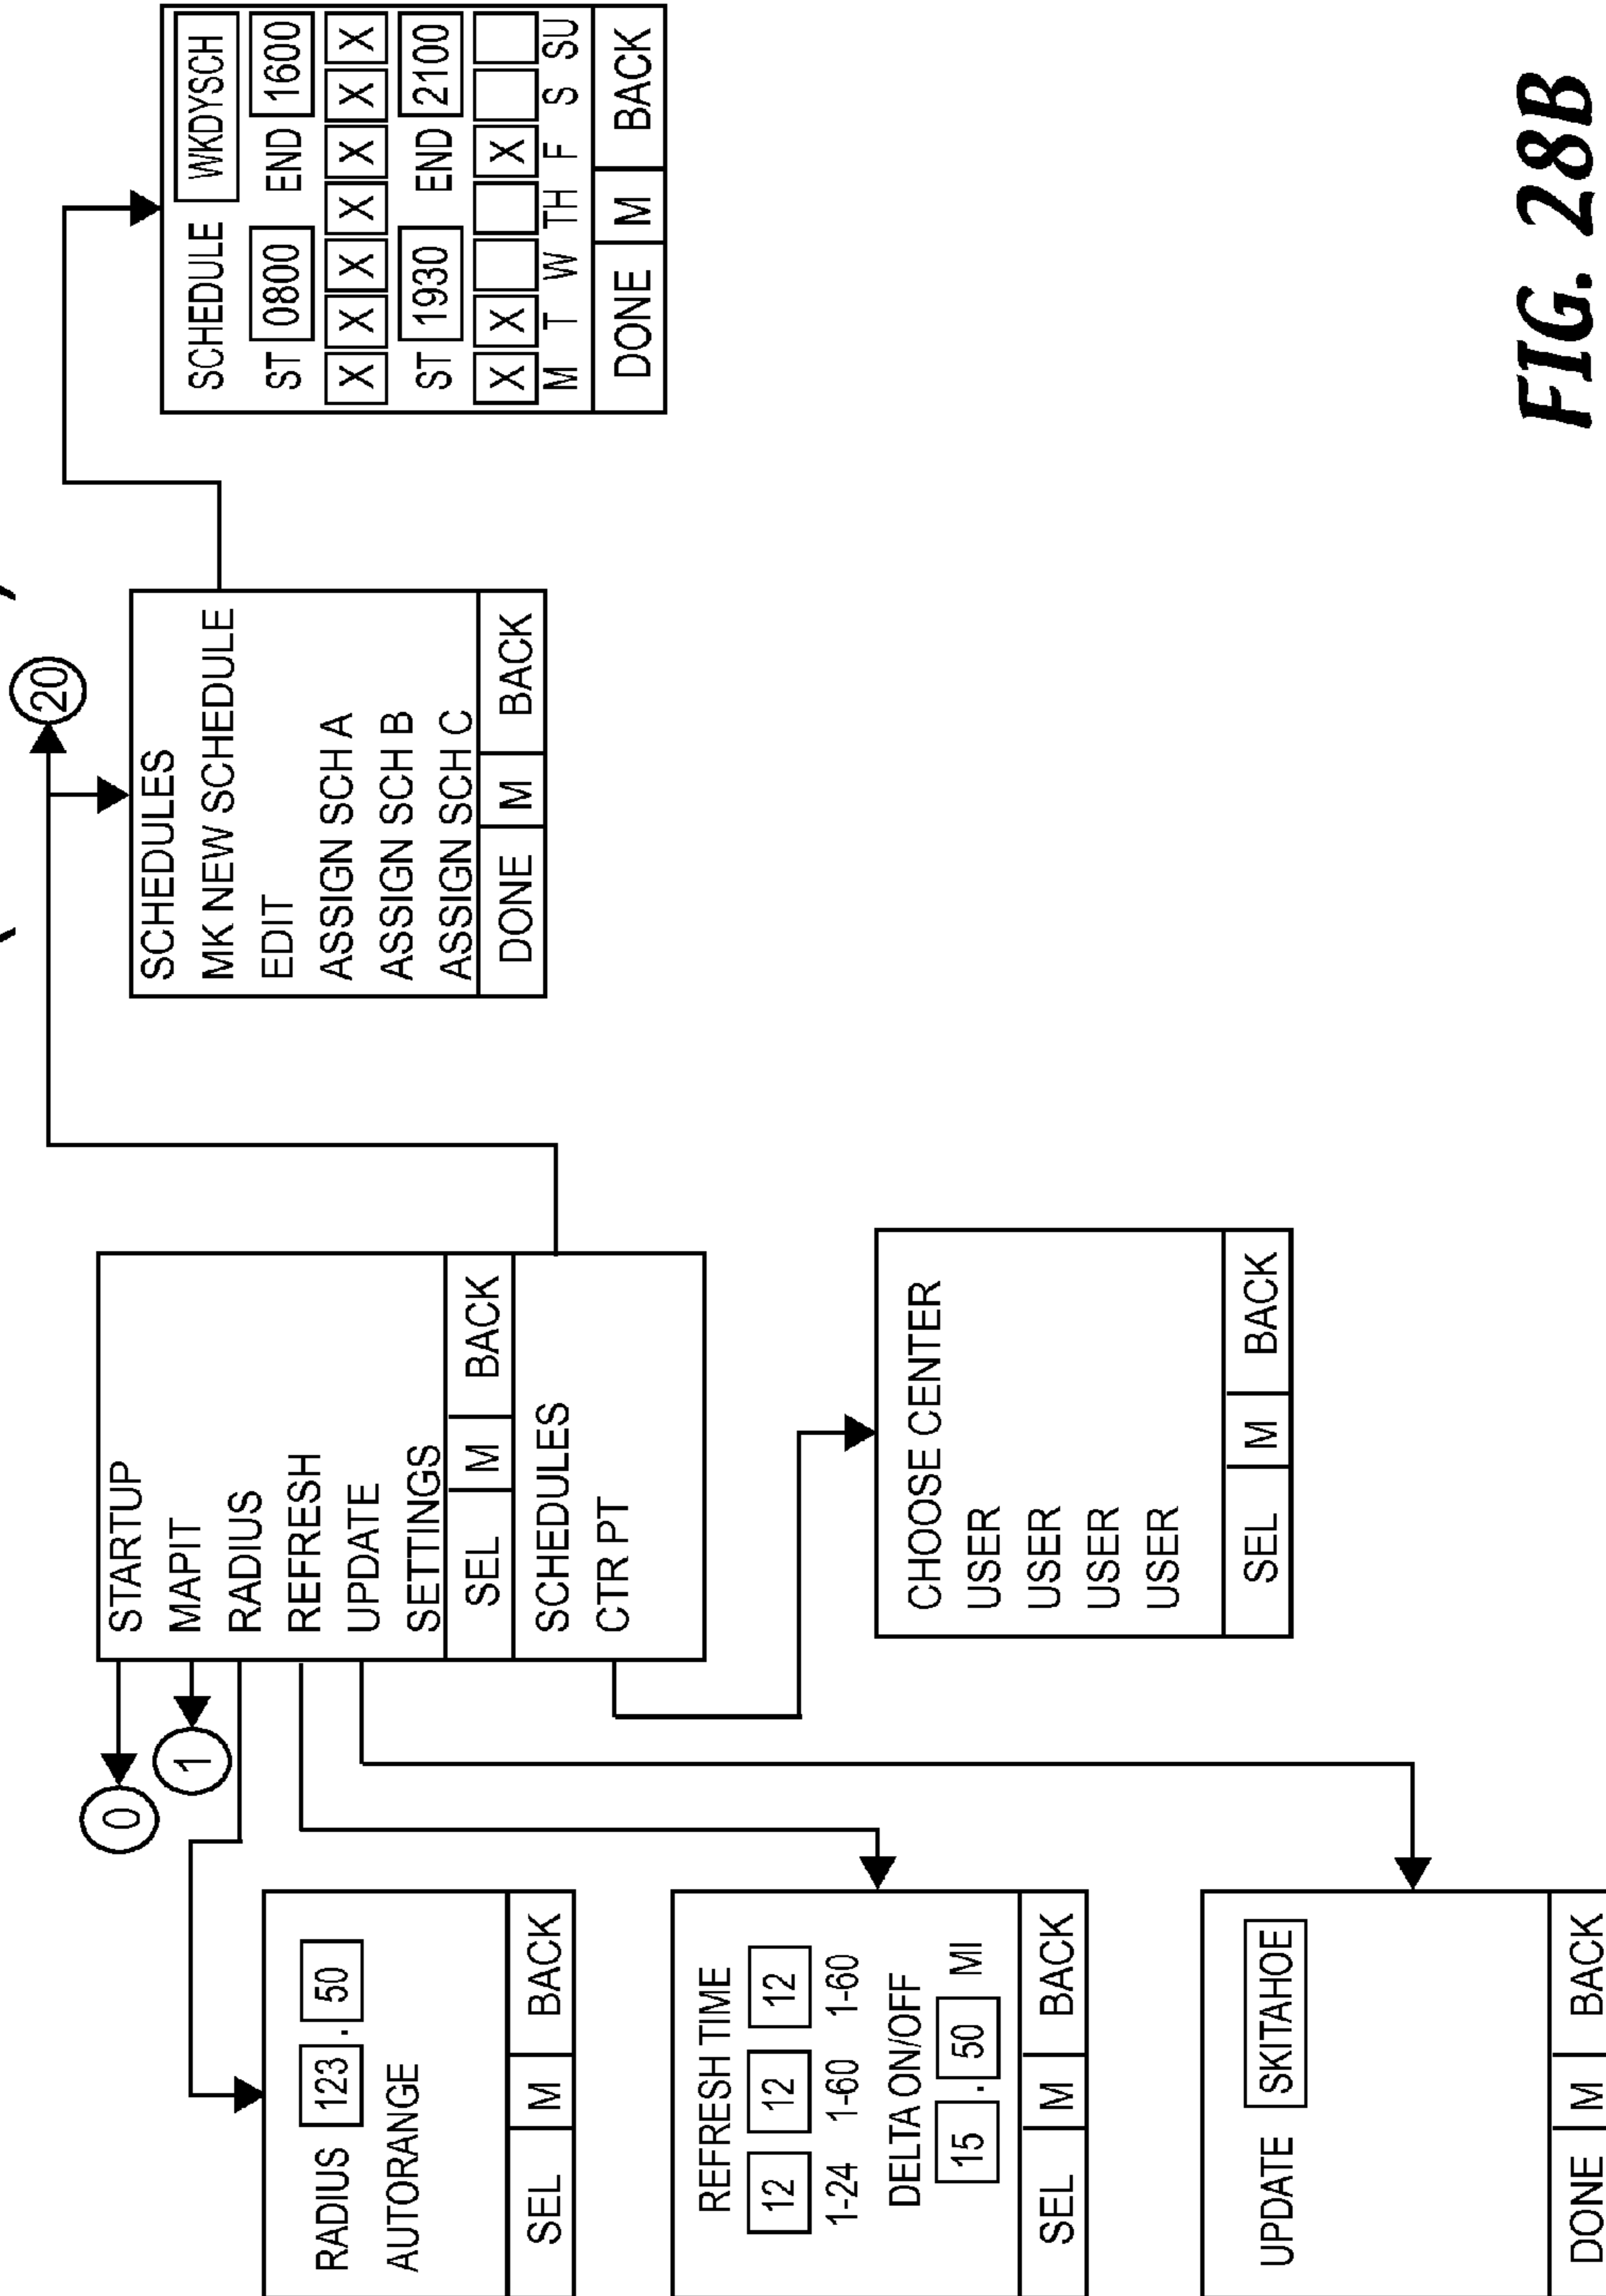 0
1
20
STARTUP
MAPIT
RADIUS
REFRESH
UPDATE
SETTINGS
SEL M BACK
SCHEDULES
CTR PT
RADIUS 123 . 50
AUTORANGE
SEL M BACK
REFRESH TIME
12 12 12
1-24 1-60 1-60
DELTA ON/OFF
15 . 50 MI
SEL M BACK
UPDATE SKITAHOE
DONE M BACK
CHOOSE CENTER
USER
USER
USER
USER
SEL M BACK
SCHEDULES
MK NEW SCHEDULE
EDIT
ASSIGN SCH A
ASSIGN SCH B
ASSIGN SCH C
DONE M BACK
SCHEDULE WKDYSCH
ST 0800 END 1600
X X X X X X X
ST 1930 END 2100
X X X
M T W TH F S SU
DONE M BACK
FIG. 28B